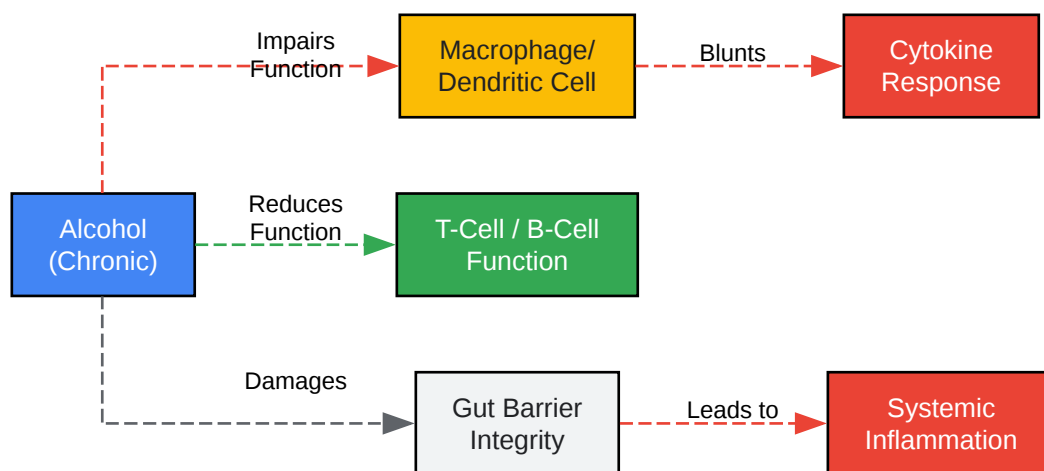 Impairs
Function
Macrophage/
Dendritic Cell
Blunts
Cytokine
Response
Alcohol
(Chronic)
Reduces
Function
T-Cell / B-Cell
Function
Damages
Gut Barrier
Integrity
Leads to
Systemic
Inflammation